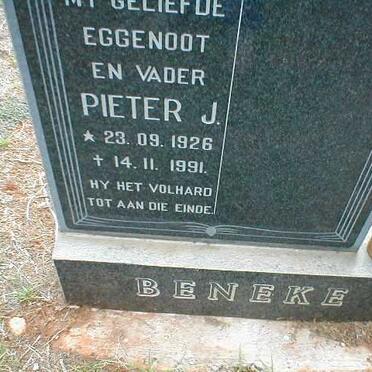 MY GELIEFDE
EGGENOOT
EN VADER
PIETER J.
★ 23. 09. 1926
✝ 14. 11. 1991.
HY HET VOLHARD
TOT AAN DIE EINDE.
BENEKE